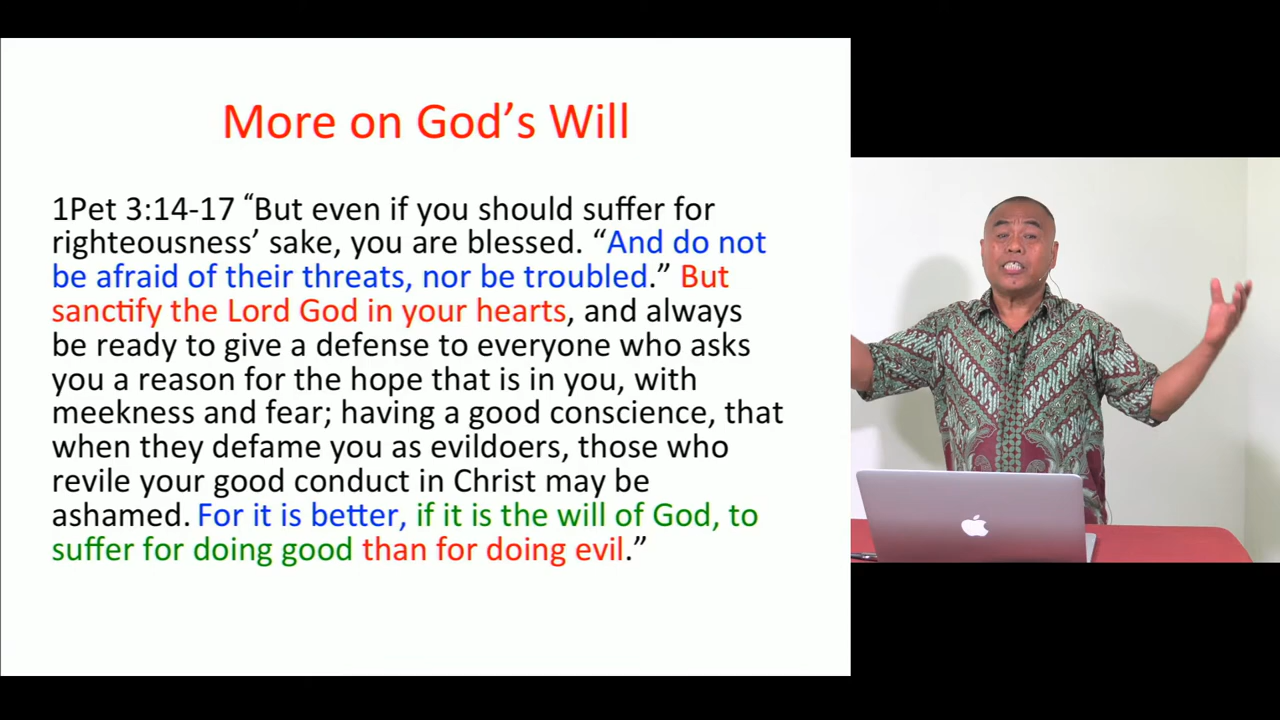 More on God’s Will
1Pet 3:14-17 “But even if you should suffer for
righteousness’ sake, you are blessed. “And do not
be afraid of their threats, nor be troubled.” But
sanctify the Lord God in your hearts, and always
be ready to give a defense to everyone who asks
you a reason for the hope that is in you, with
meekness and fear; having a good conscience, that
when they defame you as evildoers, those who
revile your good conduct in Christ may be
ashamed. For it is better, if it is the will of God, to
suffer for doing good than for doing evil.”